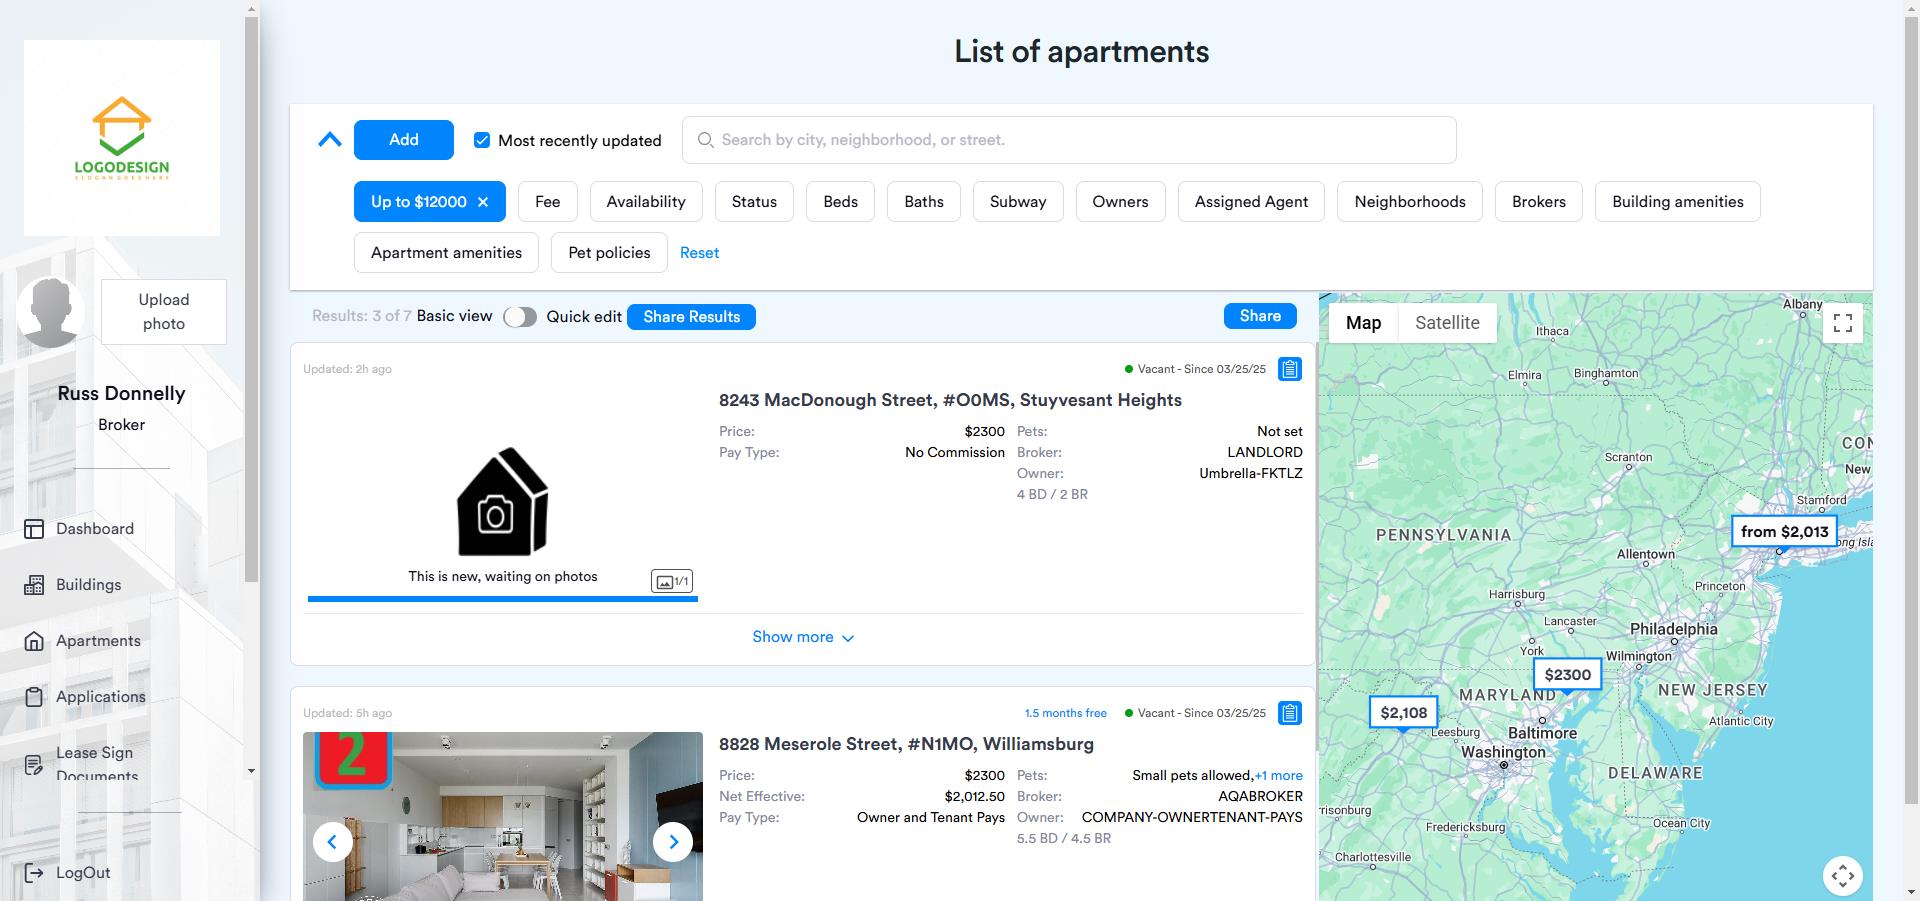 List of apartments
LOGODESIGN
SLOGANGOESHERE
Upload
photo
Russ Donnelly
Broker
Dashboard
Buildings
Apartments
Applications
Lease Sign
Documents
LogOut
Add
Most recently updated
Search by city, neighborhood, or street.
Up to $12000 ×
Fee
Availability
Status
Beds
Baths
Subway
Owners
Assigned Agent
Neighborhoods
Brokers
Building amenities
Apartment amenities
Pet policies
Reset
Results: 3 of 7 Basic view Quick edit Share Results Share
Updated: 2h ago
Vacant - Since 03/25/25
8243 MacDonough Street, #O0MS, Stuyvesant Heights
Price: $2300
Pay Type: No Commission
Pets: Not set
Broker: LANDLORD
Owner: Umbrella-FKTLZ
4 BD / 2 BR
This is new, waiting on photos
1/1
Show more
Updated: 5h ago
1.5 months free
Vacant - Since 03/25/25
2
8828 Meserole Street, #N1MO, Williamsburg
Price: $2300
Net Effective: $2,012.50
Pay Type: Owner and Tenant Pays
Pets: Small pets allowed,+1 more
Broker: AQABROKER
Owner: COMPANY-OWNERTENANT-PAYS
5.5 BD / 4.5 BR
Map
Satellite
Albany
Ithaca
Elmira
Binghamton
CON
New
Scranton
Stamford
PENNSYLVANIA
from $2,013
ong Isla
Allentown
Princeton
Harrisburg
Lancaster
York
Philadelphia
Wilmington
$2300
MARYLAND
NEW JERSEY
$2,108
Atlantic City
Leesburg
Baltimore
Washington
DELAWARE
rrisonburg
Ocean City
Fredericksburg
Charlottesville